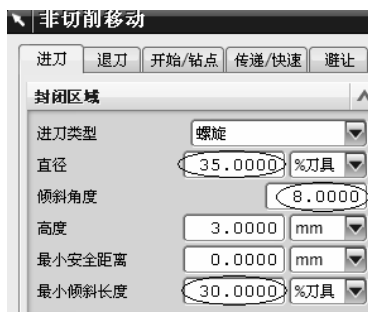 非切削移动
进刀 退刀 开始/钻点 传递/快速 避让
封闭区域
进刀类型 螺旋
直径 35.0000 %刀具
倾斜角度 8.0000
高度 3.0000 mm
最小安全距离 0.0000 mm
最小倾斜长度 30.0000 %刀具